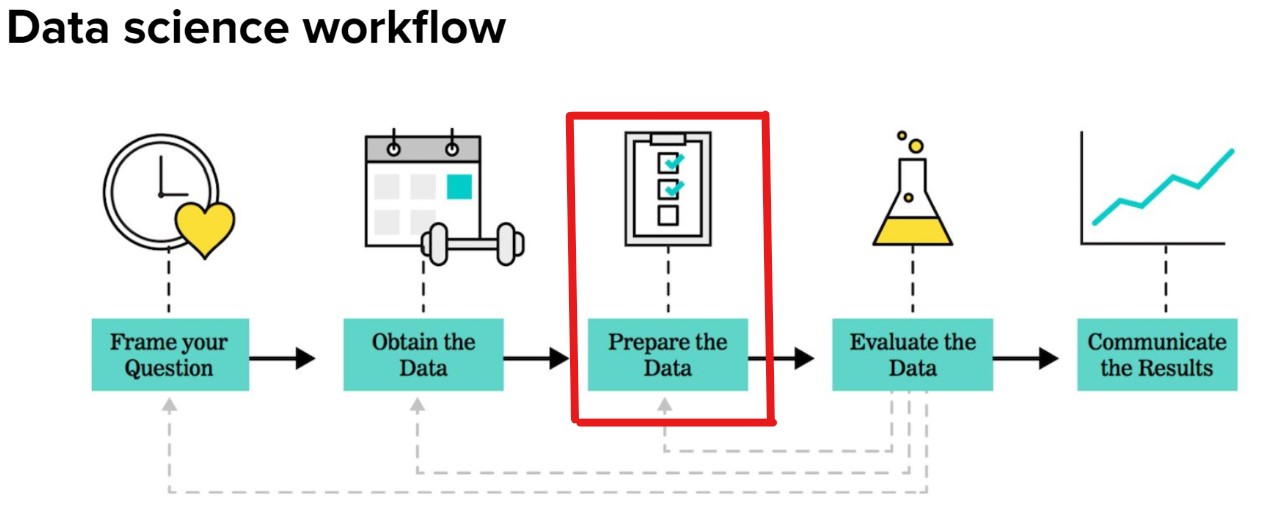 Data science workflow
Frame your
Question
Obtain the
Data
Prepare the
Data
Evaluate the
Data
Communicate
the Results